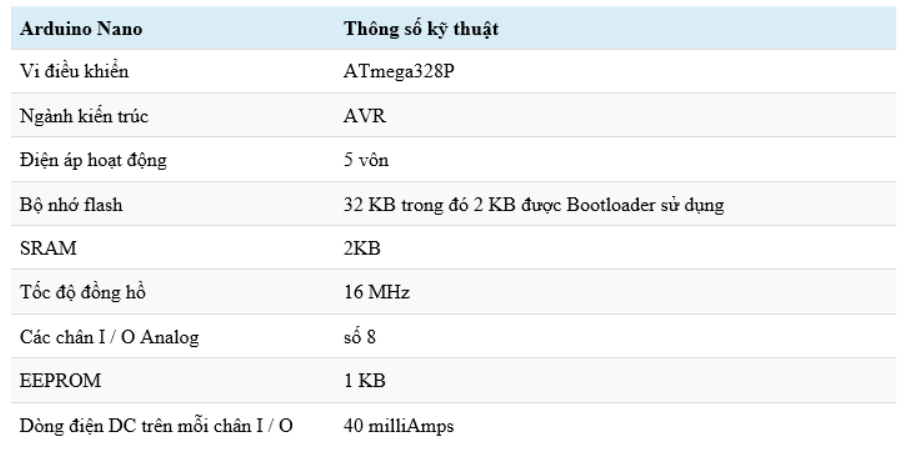 Arduino Nano Thông số kỹ thuật
Vi điều khiển ATmega328P
Ngành kiến trúc AVR
Điện áp hoạt động 5 vôn
Bộ nhớ flash 32 KB trong đó 2 KB được Bootloader sử dụng
SRAM 2KB
Tốc độ đồng hồ 16 MHz
Các chân I / O Analog số 8
EEPROM 1 KB
Dòng điện DC trên mỗi chân I / O 40 milliAmps